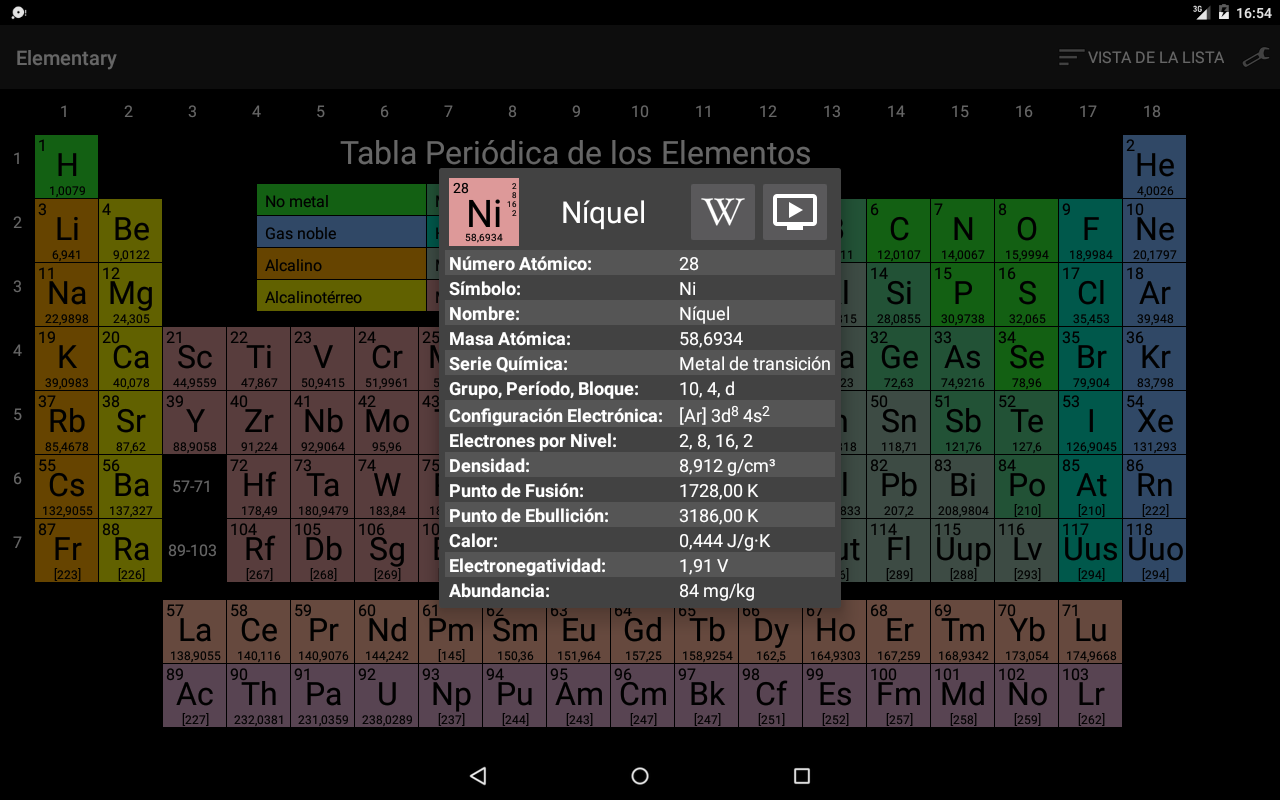 3G 16:54
Elementary VISTA DE LA LISTA
1 2 3 4 5 6 7 8 9 10 11 12 13 14 15 16 17 18
Tabla Periódica de los Elementos
1 1 H 1,0079 2 He 4,0026
No metal
Gas noble
Alcalino
Alcalinotérreo
28 Ni 58,6934 2 8 16 2 Níquel W
Número Atómico: 28
Símbolo: Ni
Nombre: Níquel
Masa Atómica: 58,6934
Serie Química: Metal de transición
Grupo, Período, Bloque: 10, 4, d
Configuración Electrónica: [Ar] 3d⁸ 4s²
Electrones por Nivel: 2, 8, 16, 2
Densidad: 8,912 g/cm³
Punto de Fusión: 1728,00 K
Punto de Ebullición: 3186,00 K
Calor: 0,444 J/g·K
Electronegatividad: 1,91 V
Abundancia: 84 mg/kg
2 3 Li 6,941 4 Be 9,0122 6 C 12,0107 7 N 14,0067 8 O 15,9994 9 F 18,9984 10 Ne 20,1797
3 11 Na 22,9898 12 Mg 24,305 14 Si 28,0855 15 P 30,9738 16 S 32,065 17 Cl 35,453 18 Ar 39,948
4 19 K 39,0983 20 Ca 40,078 21 Sc 44,9559 22 Ti 47,867 23 V 50,9415 24 Cr 51,9961 25 32 Ge 72,63 33 As 74,9216 34 Se 78,96 35 Br 79,904 36 Kr 83,798
5 37 Rb 85,4678 38 Sr 87,62 39 Y 88,9058 40 Zr 91,224 41 Nb 92,9064 42 Mo 95,96 43 50 Sn 118,71 51 Sb 121,76 52 Te 127,6 53 I 126,9045 54 Xe 131,293
6 55 Cs 132,9055 56 Ba 137,327 57-71 72 Hf 178,49 73 Ta 180,9479 74 W 183,84 75 82 Pb 207,2 83 Bi 208,9804 84 Po [210] 85 At [210] 86 Rn [222]
7 87 Fr [223] 88 Ra [226] 89-103 104 Rf [267] 105 Db [268] 106 Sg [269] 114 Fl [289] 115 Uup [288] 116 Lv [293] 117 Uus [294] 118 Uuo [294]
57 La 138,9055 58 Ce 140,116 59 Pr 140,9076 60 Nd 144,242 61 Pm [145] 62 Sm 150,36 63 Eu 151,964 64 Gd 157,25 65 Tb 158,9254 66 Dy 162,5 67 Ho 164,9303 68 Er 167,259 69 Tm 168,9342 70 Yb 173,054 71 Lu 174,9668
89 Ac [227] 90 Th 232,0381 91 Pa 231,0359 92 U 238,0289 93 Np [237] 94 Pu [244] 95 Am [243] 96 Cm [247] 97 Bk [247] 98 Cf [251] 99 Es [252] 100 Fm [257] 101 Md [258] 102 No [259] 103 Lr [262]